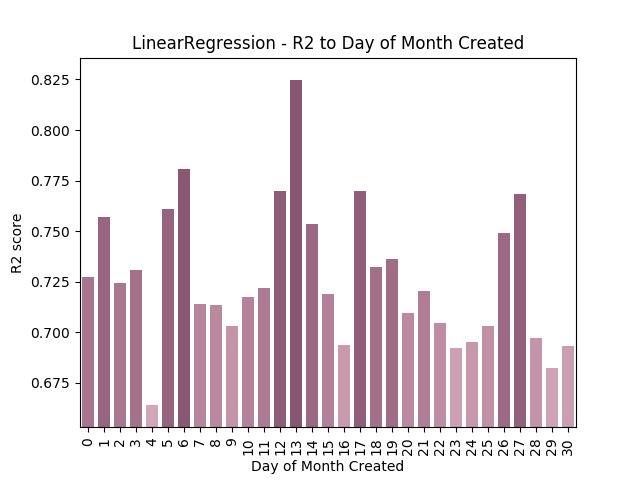 LinearRegression - R2 to Day of Month Created
R2 score
0.825
0.800
0.775
0.750
0.725
0.700
0.675
0 1 2 3 4 5 6 7 8 9 10 11 12 13 14 15 16 17 18 19 20 21 22 23 24 25 26 27 28 29 30
Day of Month Created